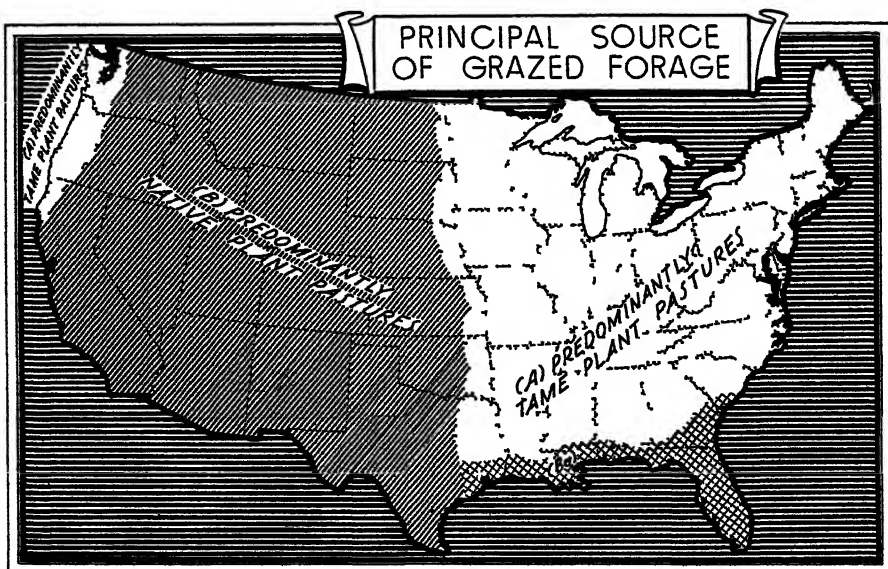 PRINCIPAL SOURCE
OF GRAZED FORAGE
(A) PREDOMINANTLY
TAME PLANT PASTURES
(B) PREDOMINANTLY
NATIVE PLANT PASTURES
(A) PREDOMINANTLY
TAME PLANT PASTURES